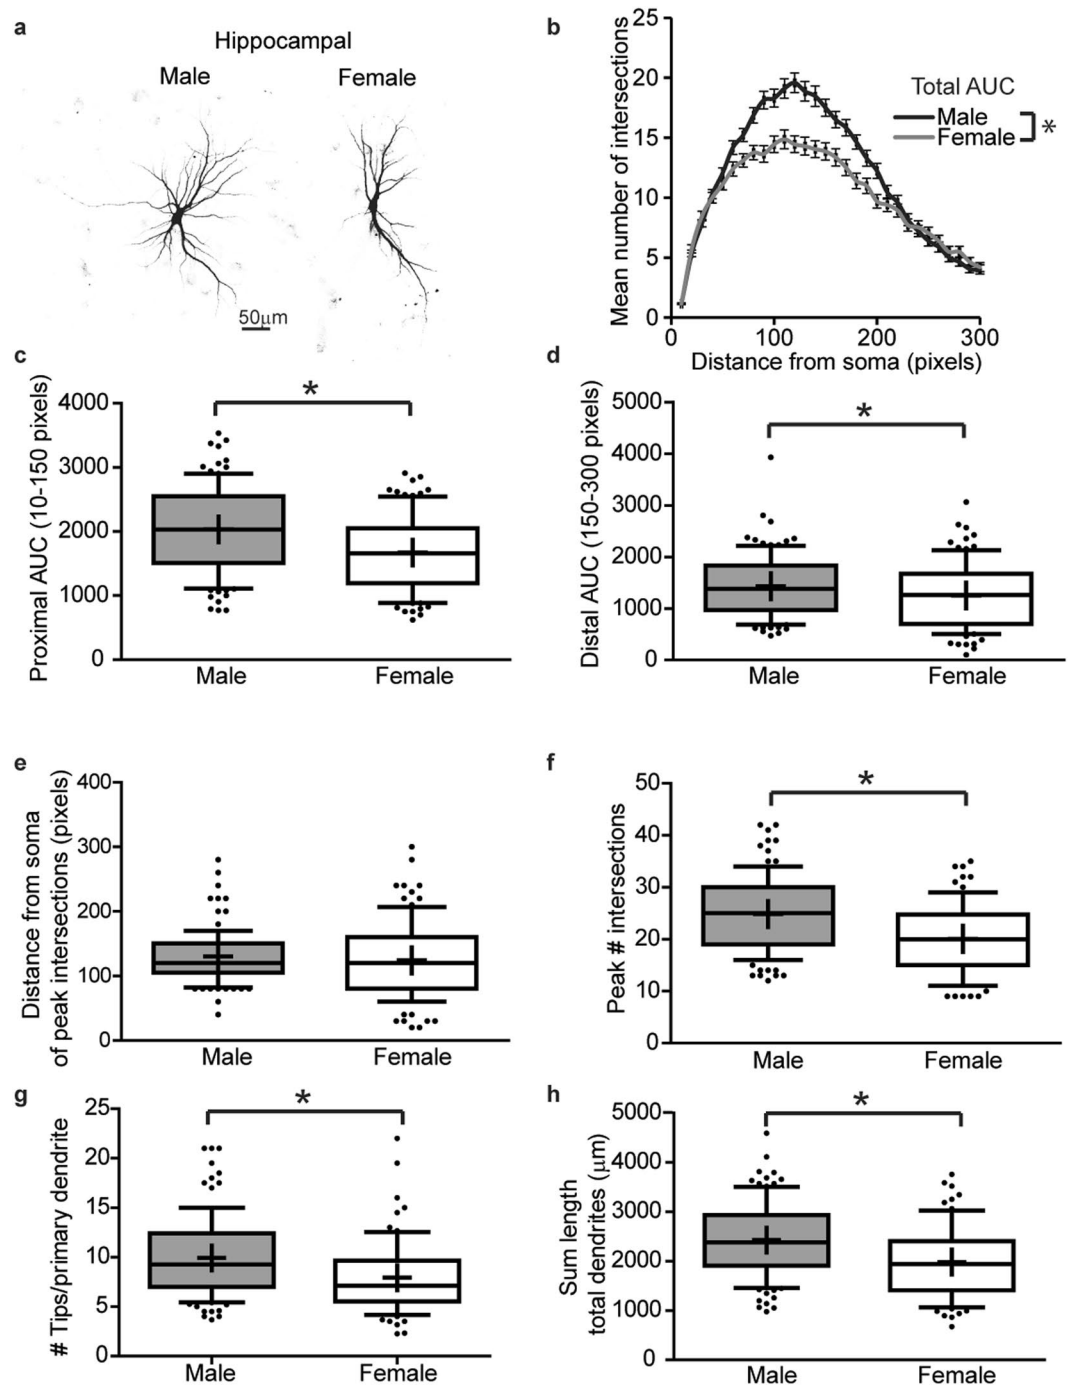 a
Hippocampal
Male
Female
50μm
b
Mean number of intersections
25
20
15
10
5
0
0
100
200
300
Distance from soma (pixels)
Total AUC
Male
Female
*
c
Proximal AUC (10-150 pixels)
4000
3000
2000
1000
0
*
Male
Female
d
Distal AUC (150-300 pixels)
5000
4000
3000
2000
1000
0
*
Male
Female
e
Distance from soma
of peak intersections (pixels)
400
300
200
100
0
Male
Female
f
Peak # intersections
50
40
30
20
10
0
*
Male
Female
g
# Tips/primary dendrite
25
20
15
10
5
0
*
Male
Female
h
Sum length
total dendrites (μm)
5000
4000
3000
2000
1000
0
*
Male
Female